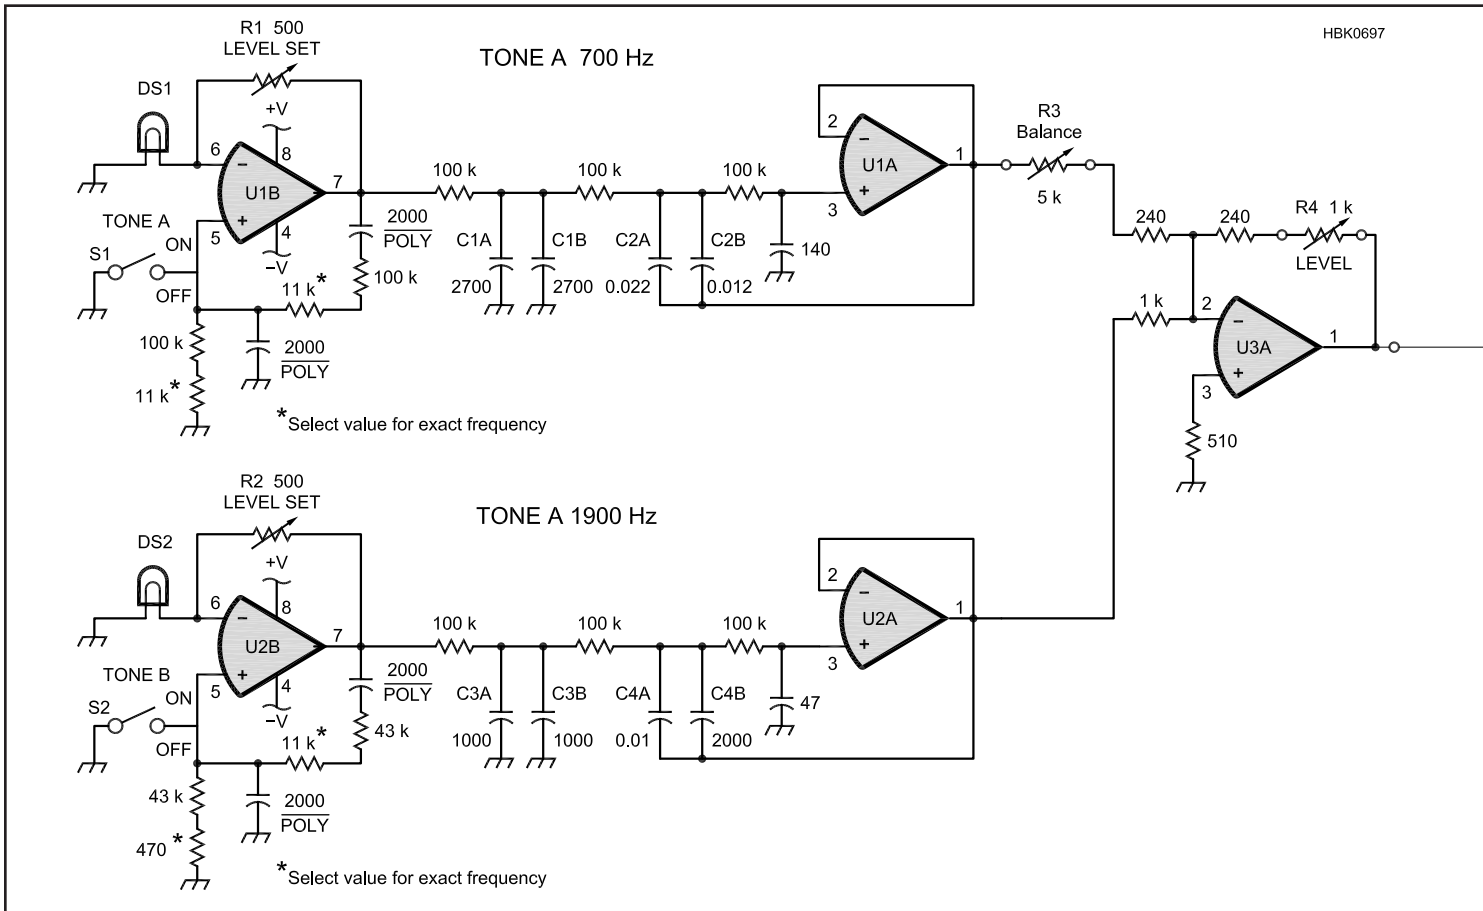 HBK0697
R1 500
LEVEL SET
TONE A 700 Hz
DS1
+V
6
−
8
U1B
7
+
5
4
−V
TONE A
S1
ON
OFF
2000
POLY
100 k
11 k*
100 k
11 k*
2000
POLY
*Select value for exact frequency
100 k
100 k
100 k
C1A
C1B
C2A
C2B
2700
2700
0.022
0.012
140
2
−
U1A
1
+
3
R3
Balance
5 k
240
240
R4 1 k
LEVEL
1 k
2
−
U3A
1
+
3
510
R2 500
LEVEL SET
TONE A 1900 Hz
DS2
+V
6
−
8
U2B
7
+
5
4
−V
TONE B
S2
ON
OFF
2000
POLY
43 k
11 k*
43 k
470 *
2000
POLY
*Select value for exact frequency
100 k
100 k
100 k
C3A
C3B
C4A
C4B
1000
1000
0.01
2000
47
2
−
U2A
1
+
3